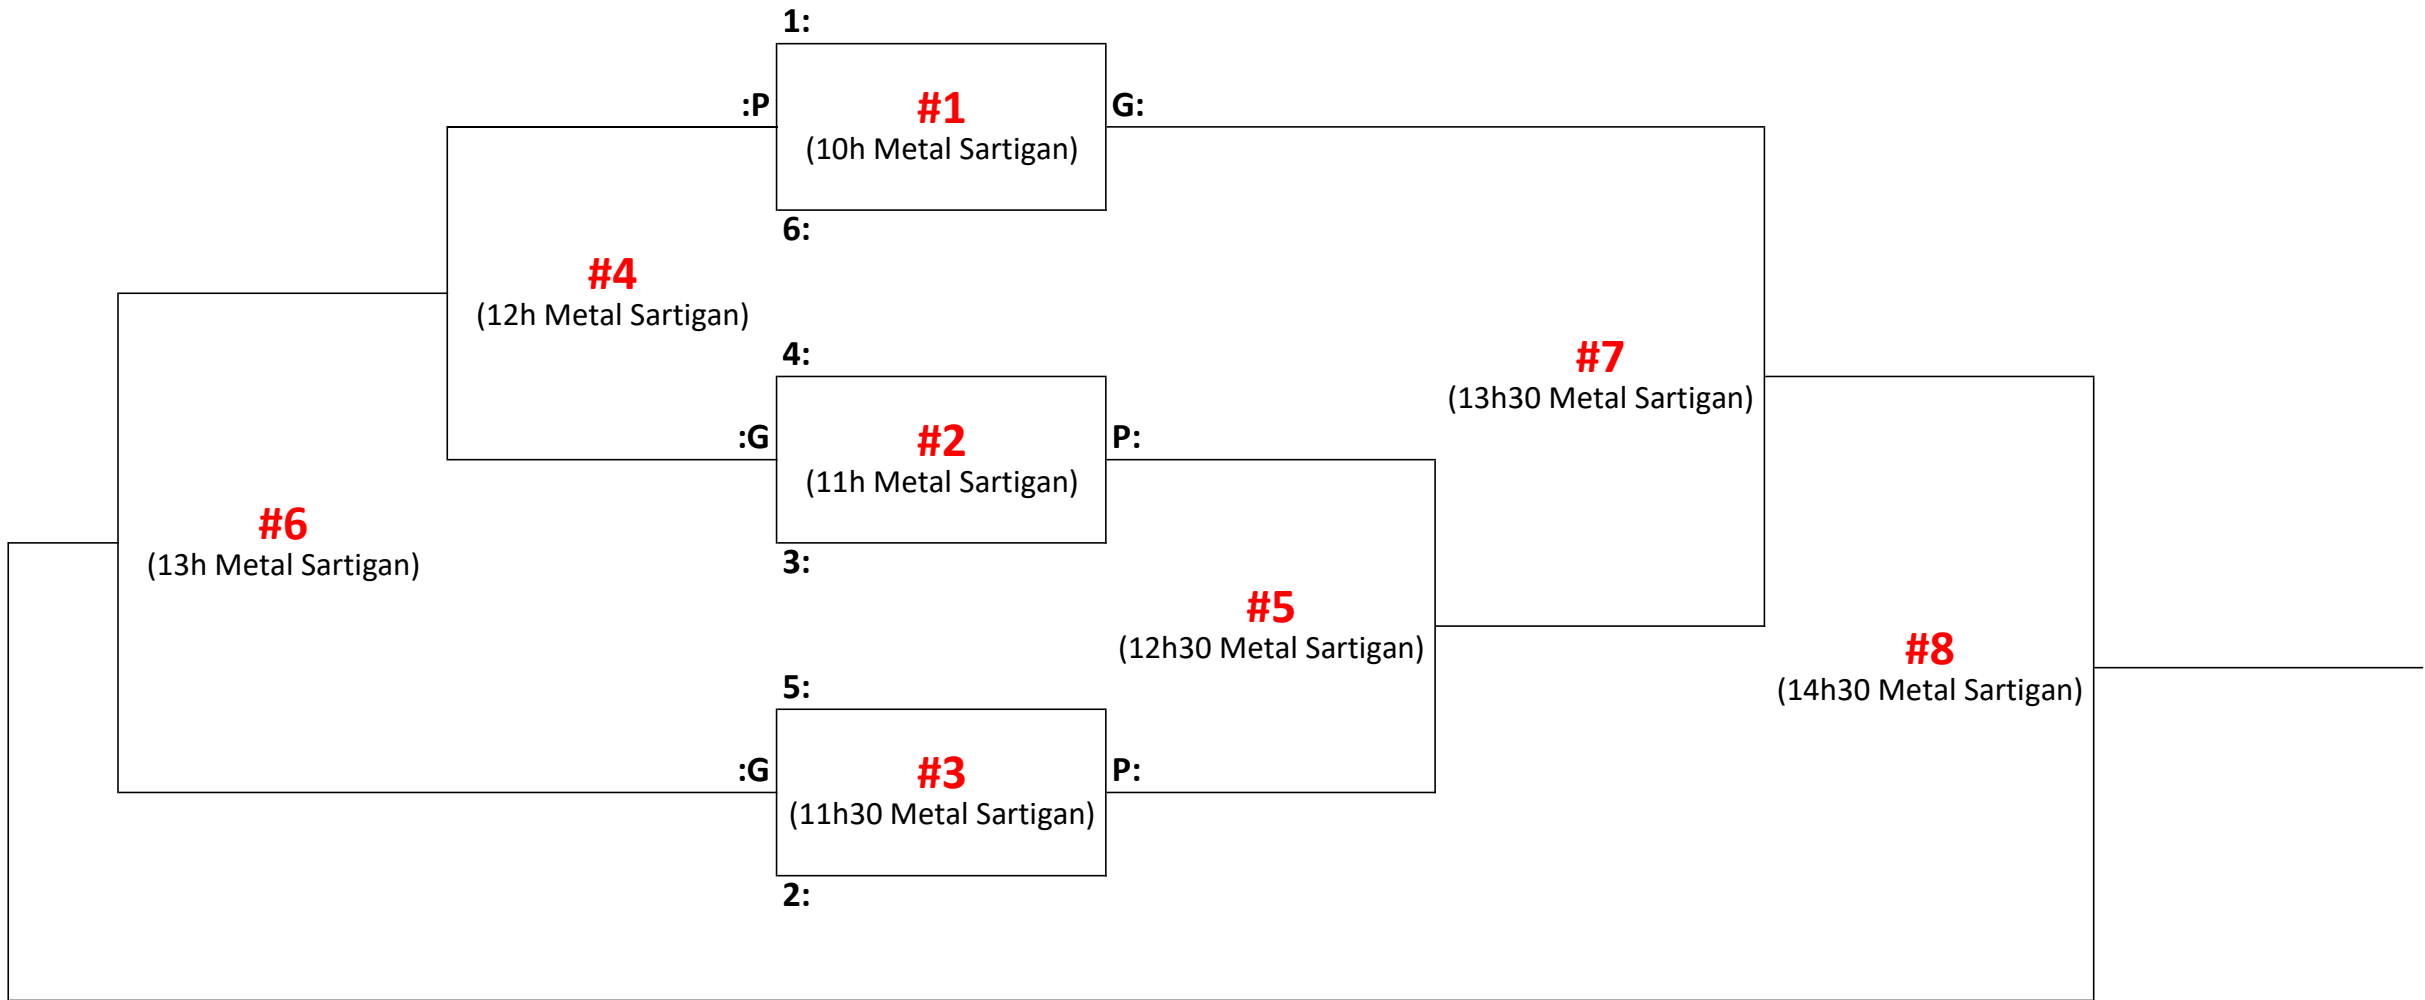 1:
:P
#1
G:
(10h Metal Sartigan)
6:
#4
(12h Metal Sartigan)
4:
#7
(13h30 Metal Sartigan)
:G
#2
P:
(11h Metal Sartigan)
#6
(13h Metal Sartigan)
3:
#5
(12h30 Metal Sartigan)
#8
(14h30 Metal Sartigan)
5:
:G
#3
P:
(11h30 Metal Sartigan)
2: